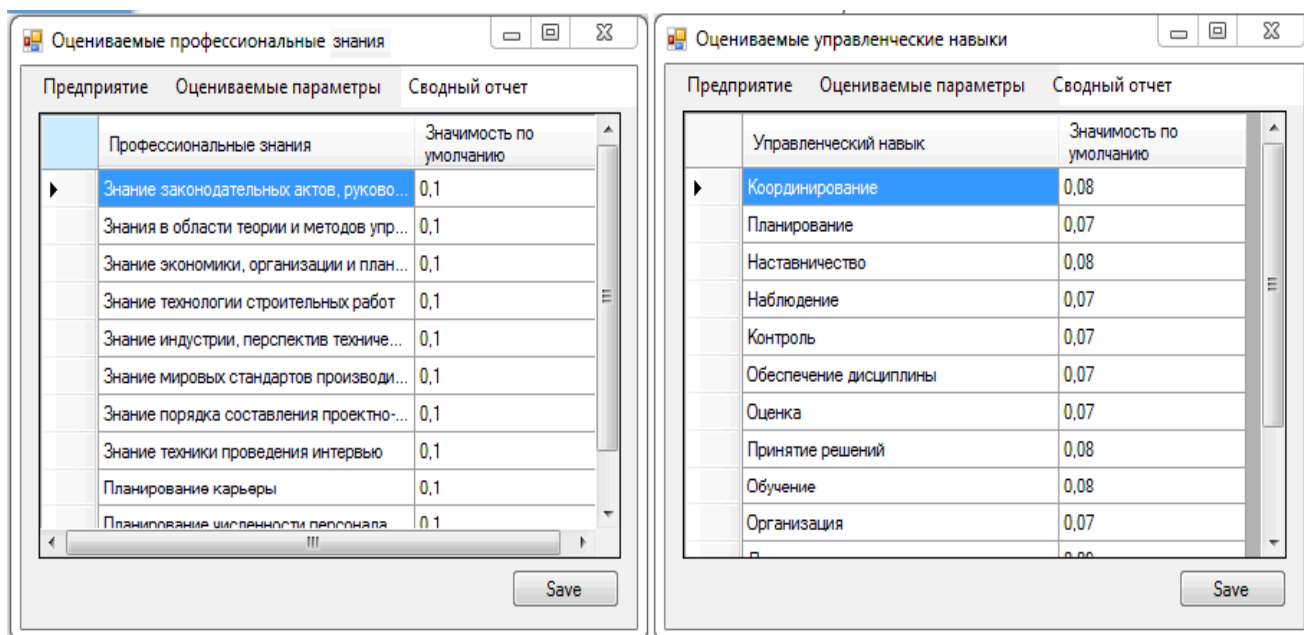 Оцениваемые профессиональные знания
Предприятие Оцениваемые параметры Сводный отчет
Профессиональные знания Значимость по умолчанию
Знание законодательных актов, руково... 0,1
Знания в области теории и методов упр... 0,1
Знание экономики, организации и план... 0,1
Знание технологии строительных работ 0,1
Знание индустрии, перспектив техниче... 0,1
Знание мировых стандартов производи... 0,1
Знание порядка составления проектно-... 0,1
Знание техники проведения интервью 0,1
Планирование карьеры 0,1
Планирование численности персонала 0,1
Save
Оцениваемые управленческие навыки
Предприятие Оцениваемые параметры Сводный отчет
Управленческий навык Значимость по умолчанию
Координирование 0,08
Планирование 0,07
Наставничество 0,08
Наблюдение 0,07
Контроль 0,07
Обеспечение дисциплины 0,07
Оценка 0,07
Принятие решений 0,08
Обучение 0,08
Организация 0,07
Save